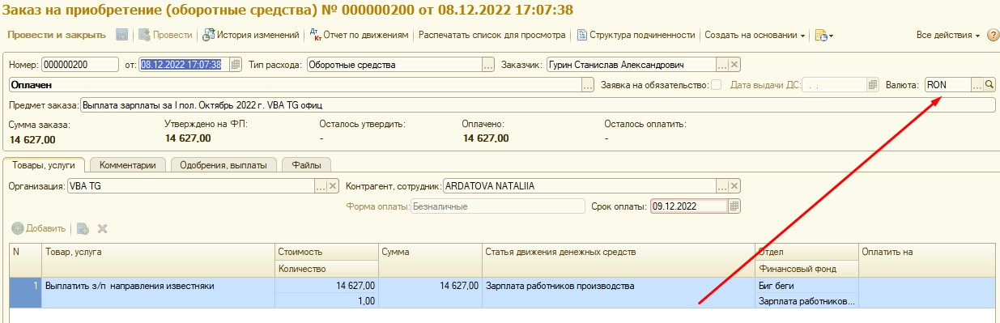 Заказ на приобретение (оборотные средства) № 000000200 от 08.12.2022 17:07:38
Провести и закрыть Провести История изменений Дт Кт Отчет по движениям Распечатать список для просмотра Структура подчиненности Создать на основании Все действия ?
Номер: 000000200 от: 08.12.2022 17:07:38 Тип расхода: Оборотные средства ... Заказчик: Гурин Станислав Александрович ... ×
Оплачен ... Заявка на обязательство: Дата выдачи ДС: . . Валюта: RON ...
Предмет заказа: Выплата зарплаты за I пол. Октябрь 2022 г. VBA TG офиц
Сумма заказа: Утверждено на ФП: Осталось утвердить: Оплачено: Осталось оплатить:
14 627,00 14 627,00 - 14 627,00 -
Товары, услуги Комментарии Одобрения, выплаты Файлы
Организация: VBA TG ... × Контрагент, сотрудник: ARDATOVA NATALIIA ... ×
Форма оплаты: Безналичные Срок оплаты: 09.12.2022
Добавить
N Товар, услуга Стоимость Сумма Статья движения денежных средств Отдел Оплатить на
Количество Финансовый фонд
1 Выплатить з/п направления известняки 14 627,00 14 627,00 Зарплата работников производства Биг беги
1,00 Зарплата работников...